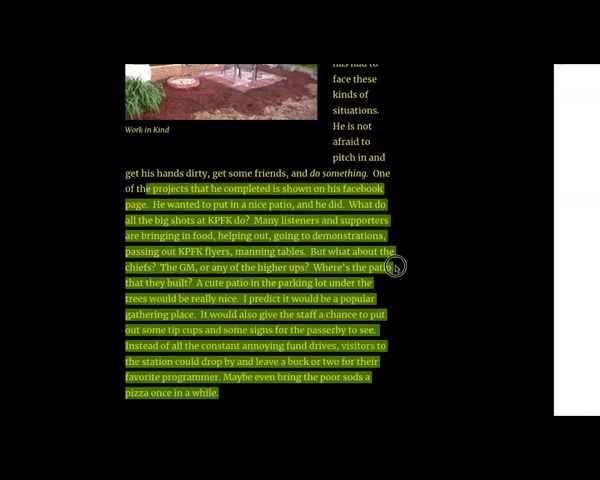 has had to
face these
kinds of
situations.
He is not
afraid to
Work in Kind
pitch in and
get his hands dirty, get some friends, and do something. One
of the projects that he completed is shown on his facebook
page. He wanted to put in a nice patio, and he did. What do
all the big shots at KPFK do? Many listeners and supporters
are bringing in food, helping out, going to demonstrations,
passing out KPFK flyers, manning tables. But what about the
chiefs? The GM, or any of the higher ups? Where's the patio
that they built? A cute patio in the parking lot under the
trees would be really nice. I predict it would be a popular
gathering place. It would also give the staff a chance to put
out some tip cups and some signs for the passerby to see.
Instead of all the constant annoying fund drives, visitors to
the station could drop by and leave a buck or two for their
favorite programmer. Maybe even bring the poor sods a
pizza once in a while.